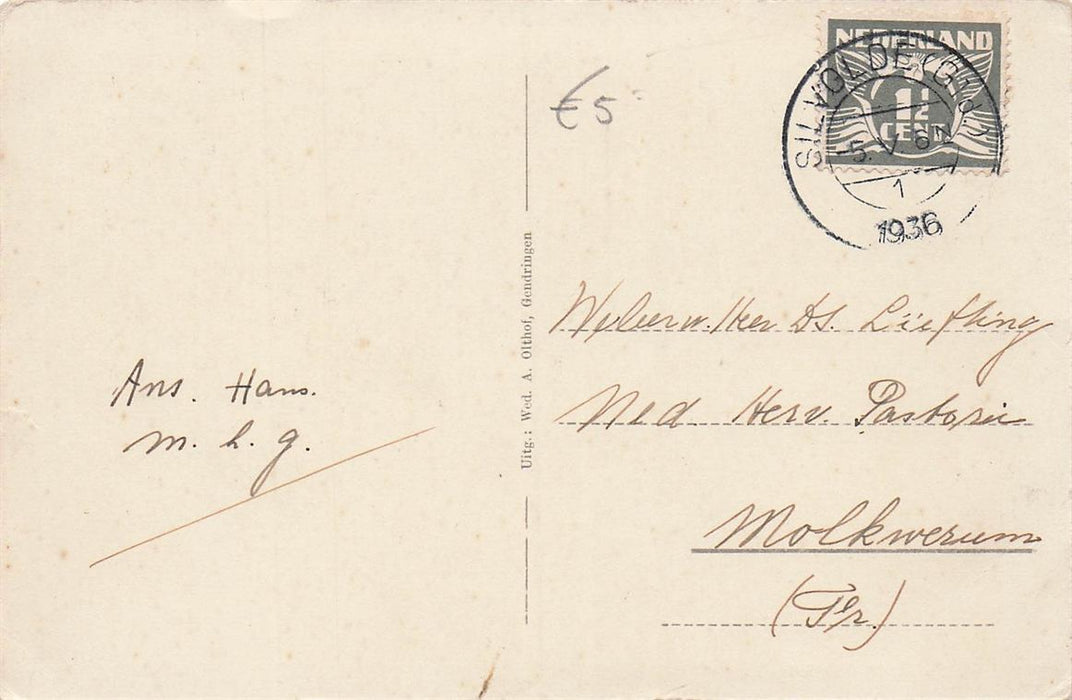 NEDERLAND
1½
CENT
SILVOLDE (Gld)
-5. V. 6 N
1
1936
€5
Uitg.: Wed. A. Olthof, Gendringen
Ans. Hans.
m. h. g.
Weleerw. Heer Ds. Liefting
Ned. Herv. Pastorie
Molkwerum
(Fr.)